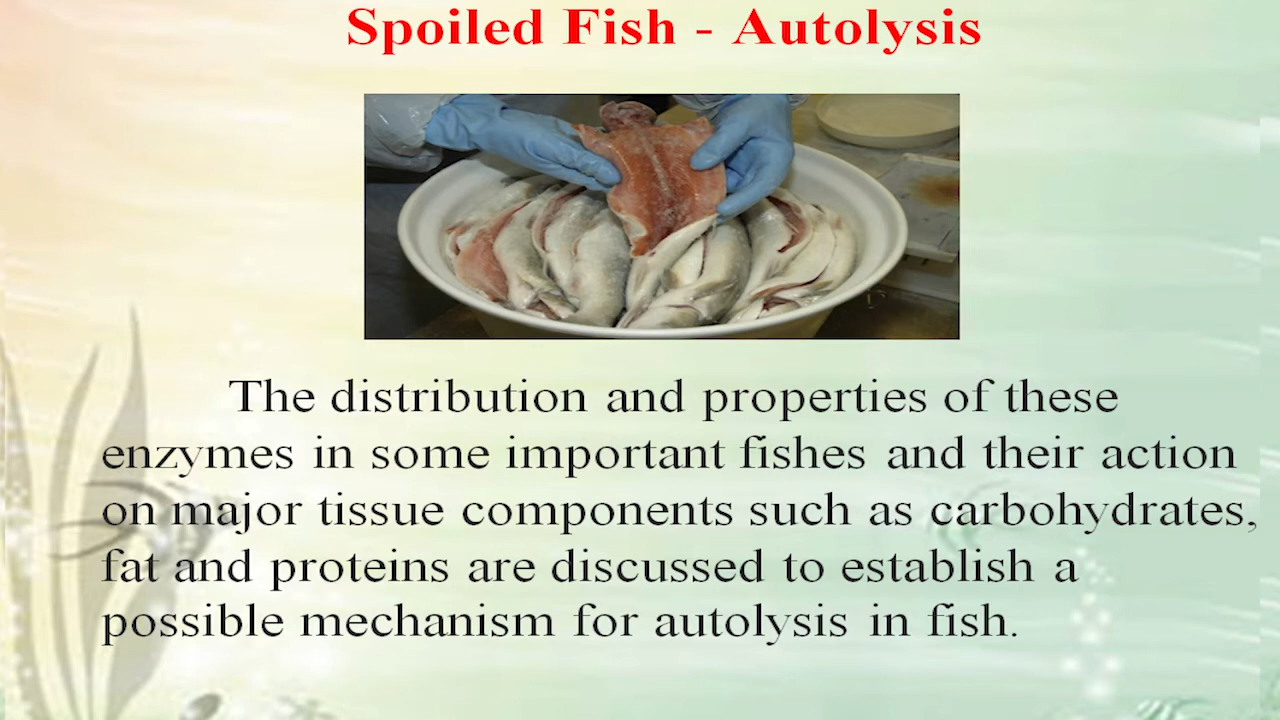 Spoiled Fish - Autolysis
The distribution and properties of these
enzymes in some important fishes and their action
on major tissue components such as carbohydrates,
fat and proteins are discussed to establish a
possible mechanism for autolysis in fish.